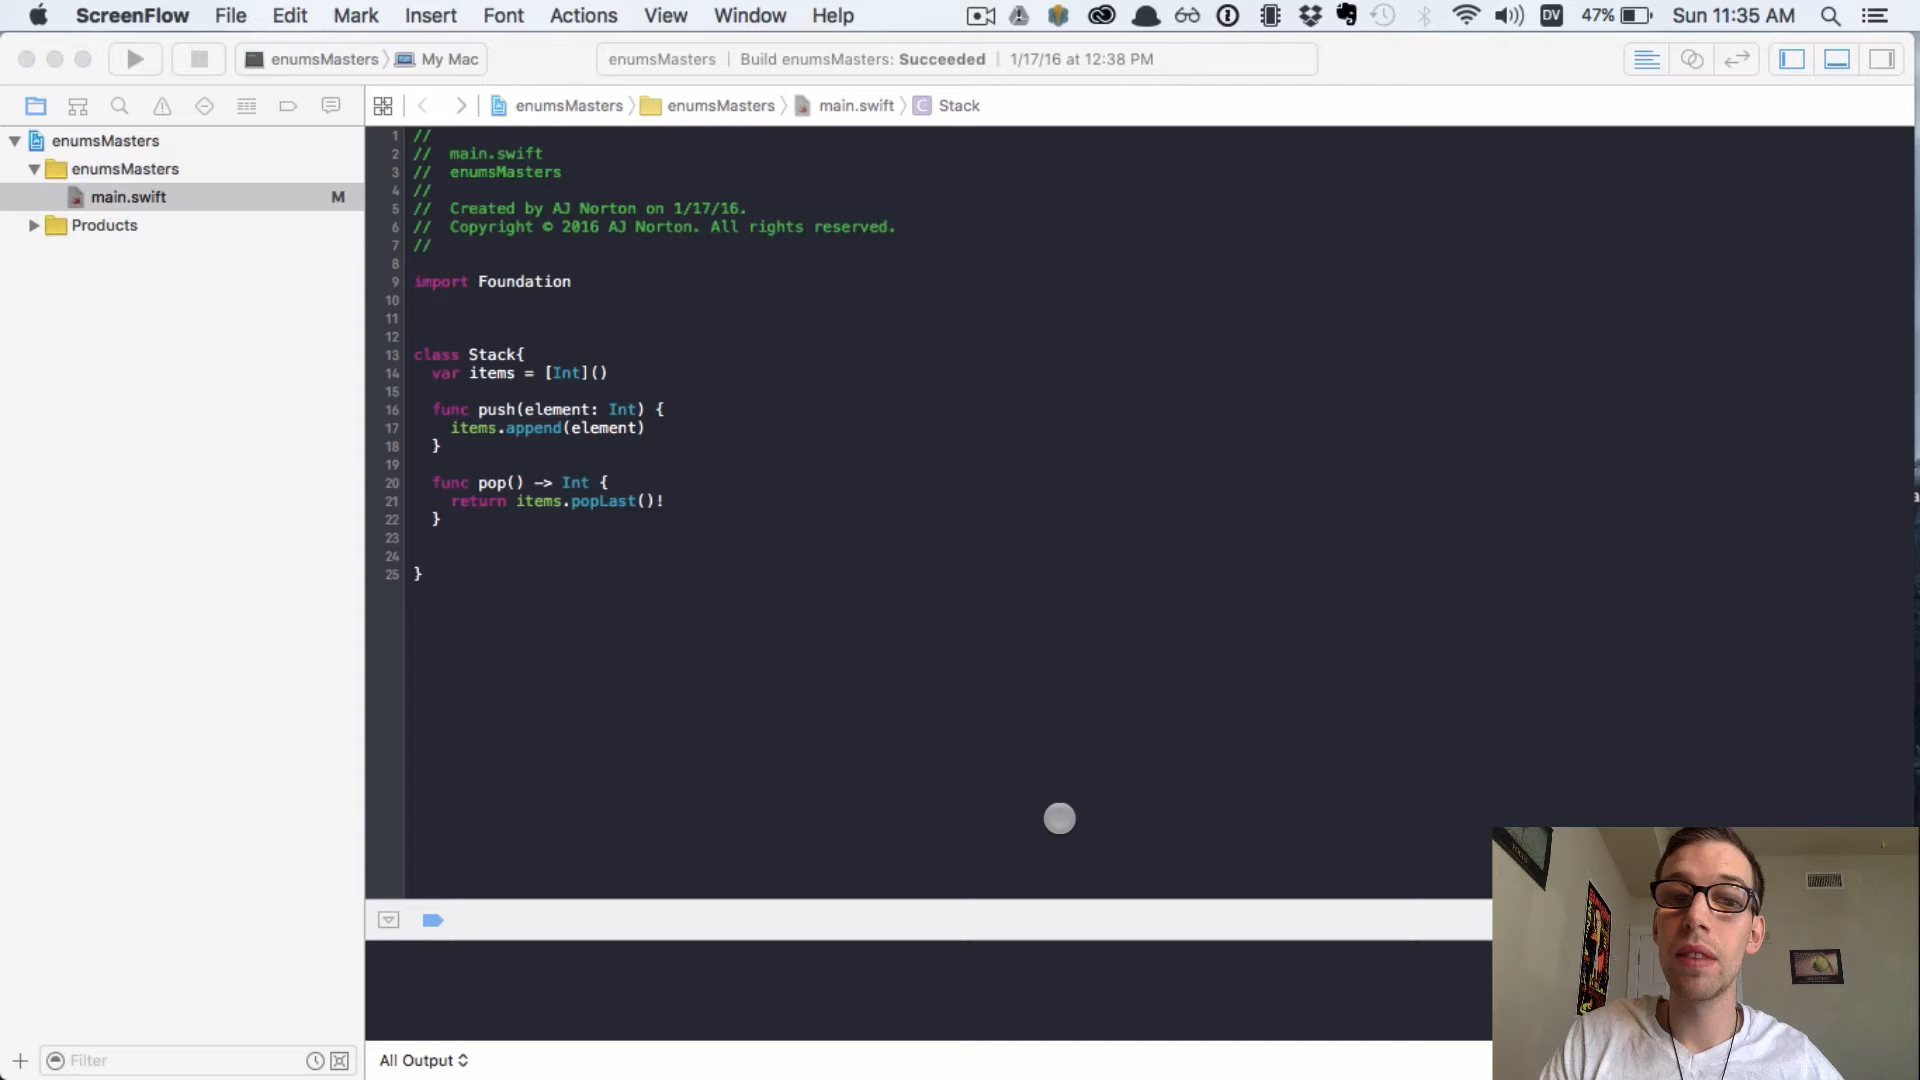 ScreenFlow File Edit Mark Insert Font Actions View Window Help DV 47% Sun 11:35 AM
enumsMasters My Mac enumsMasters | Build enumsMasters: Succeeded | 1/17/16 at 12:38 PM
enumsMasters enumsMasters main.swift C Stack
enumsMasters
enumsMasters
main.swift M
Products
1 //
2 // main.swift
3 // enumsMasters
4 //
5 // Created by AJ Norton on 1/17/16.
6 // Copyright © 2016 AJ Norton. All rights reserved.
7 //
8
9 import Foundation
10
11
12
13 class Stack{
14 var items = [Int]()
15
16 func push(element: Int) {
17 items.append(element)
18 }
19
20 func pop() -> Int {
21 return items.popLast()!
22 }
23
24
25 }
Filter
All Output